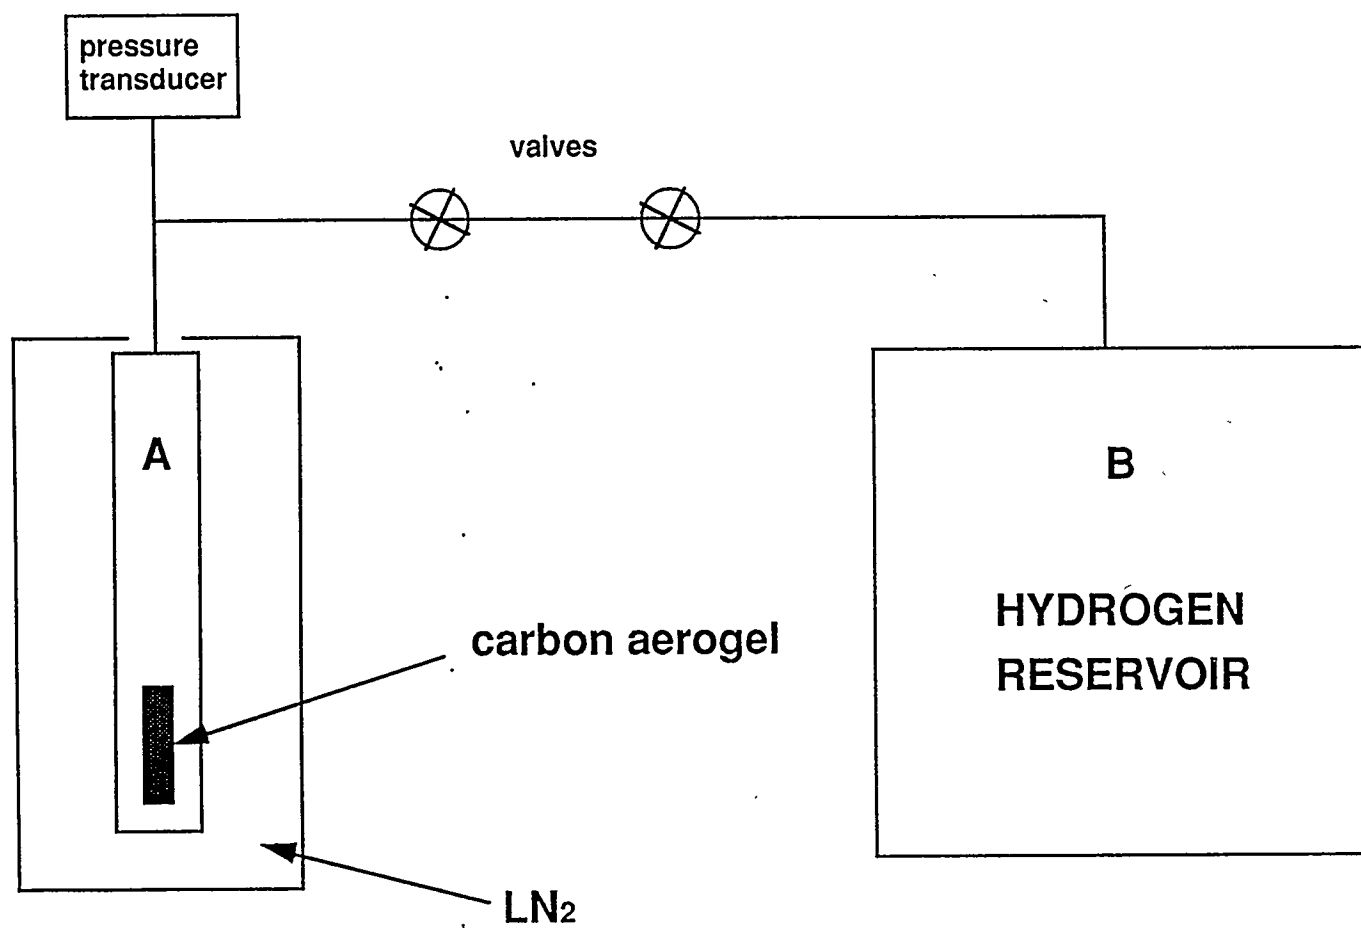 pressure
transducer
valves
A
B
HYDROGEN
RESERVOIR
carbon aerogel
LN₂